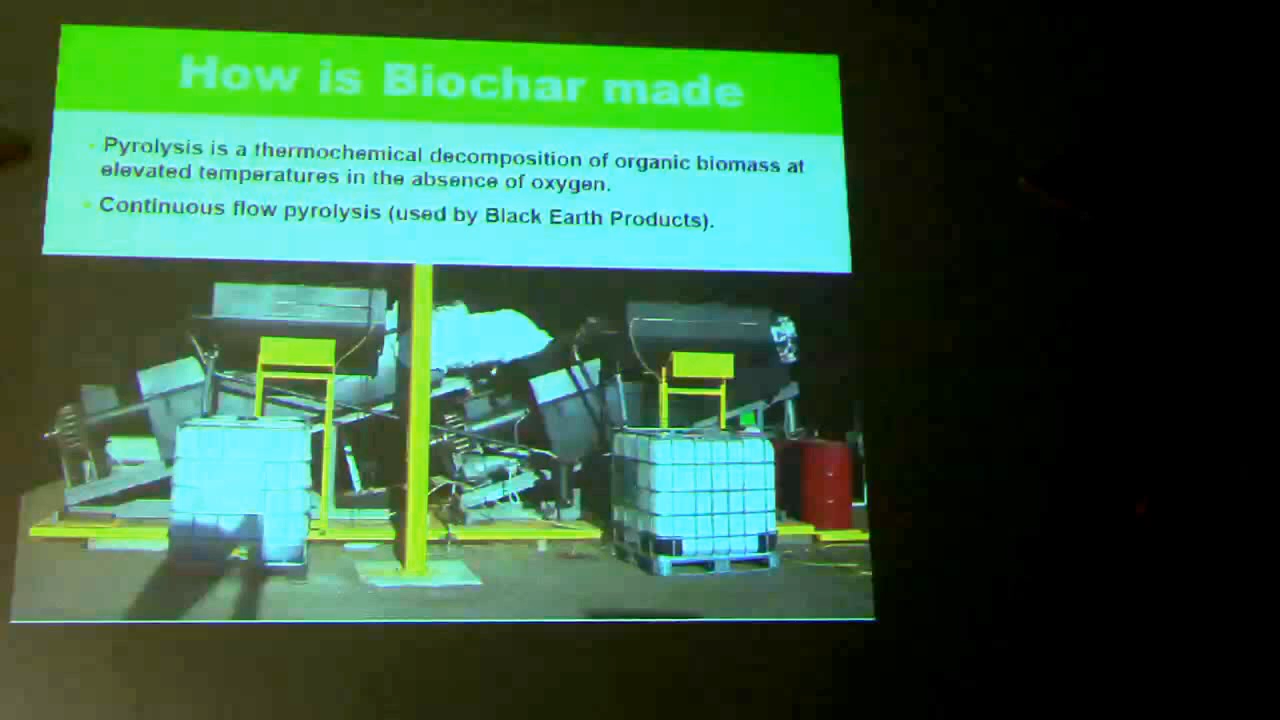 How is Biochar made
Pyrolysis is a thermochemical decomposition of organic biomass at
elevated temperatures in the absence of oxygen.
Continuous flow pyrolysis (used by Black Earth Products).